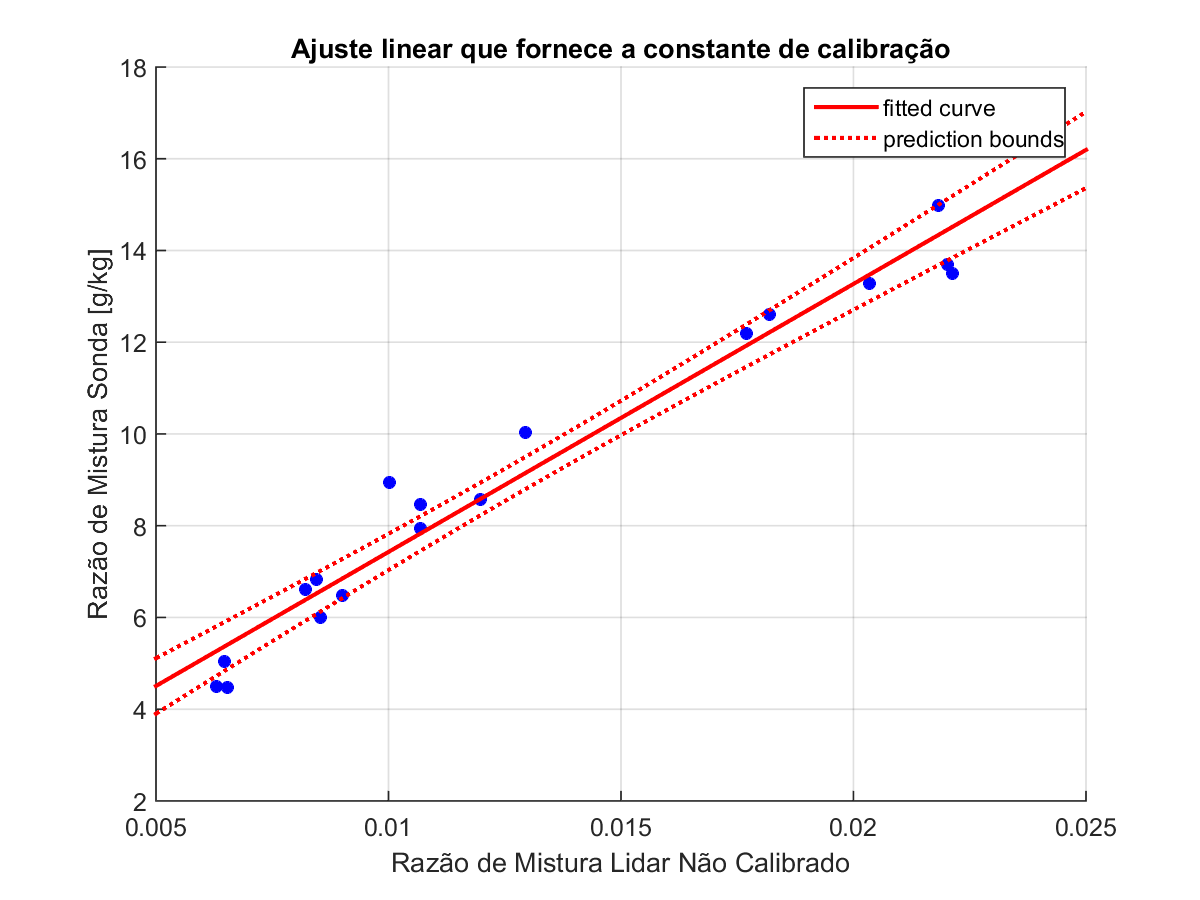 Ajuste linear que fornece a constante de calibração
fitted curve
prediction bounds
18
16
14
12
10
8
6
4
2
Razão de Mistura Sonda [g/kg]
0.005
0.01
0.015
0.02
0.025
Razão de Mistura Lidar Não Calibrado